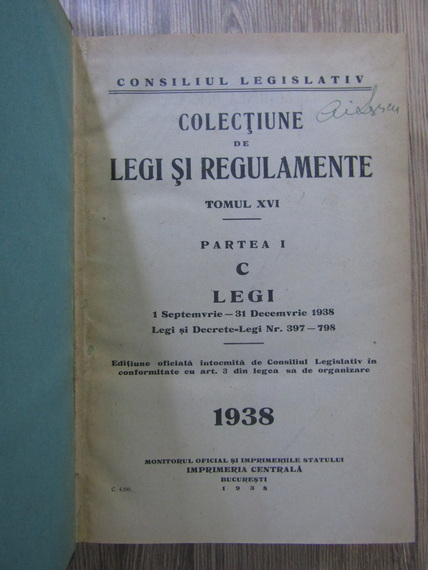 CONSILIUL LEGISLATIV
COLECȚIUNE
DE
LEGI ȘI REGULAMENTE
TOMUL XVI
PARTEA I
C
LEGI
1 Septemvrie — 31 Decemvrie 1938
Legi și Decrete-Legi Nr. 397 — 798
Edițiune oficială întocmită de Consiliul Legislativ în
conformitate cu art. 3 din legea sa de organizare
1938
MONITORUL OFICIAL ȘI IMPRIMERIILE STATULUI
IMPRIMERIA CENTRALĂ
BUCUREȘTI
1938